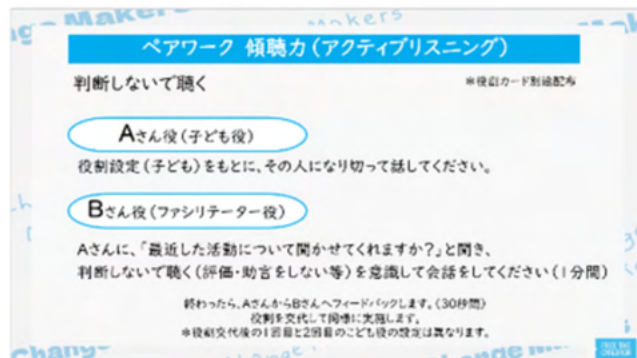 Makers
Makers
ペアワーク 傾聴力(アクティブリスニング)
判断しないで聴く
*役割カード別途配布
Aさん役(子ども役)
役割設定(子ども)をもとに、その人になり切って話してください。
Bさん役(ファシリテーター役)
Aさんに、「最近した活動について聞かせてくれますか?」と聞き、
判断しないで聴く(評価・助言をしない等)を意識して会話をしてください(1分間)
終わったら、AさんからBさんへフィードバックします。(30秒間)
役割を交代して同様に実施します。
*役割交代後の1回目と2回目のこども役の設定は異なります。
FREE THE CHILDREN